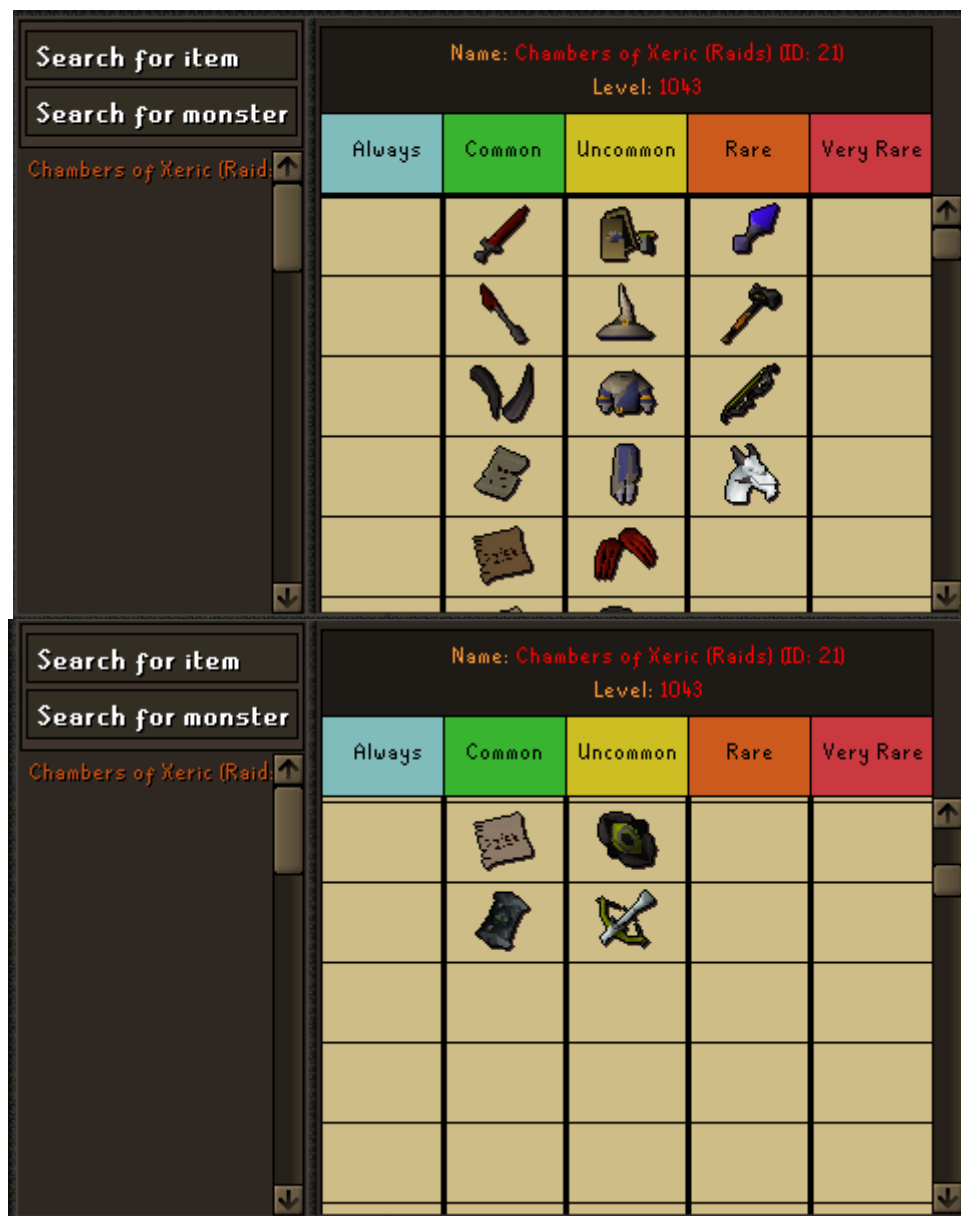 Search for item
Search for monster
Chambers of Xeric (Raid:
Name: Chambers of Xeric (Raids) (ID: 21)
Level: 1043
Always Common Uncommon Rare Very Rare
Search for item
Search for monster
Chambers of Xeric (Raid:
Name: Chambers of Xeric (Raids) (ID: 21)
Level: 1043
Always Common Uncommon Rare Very Rare